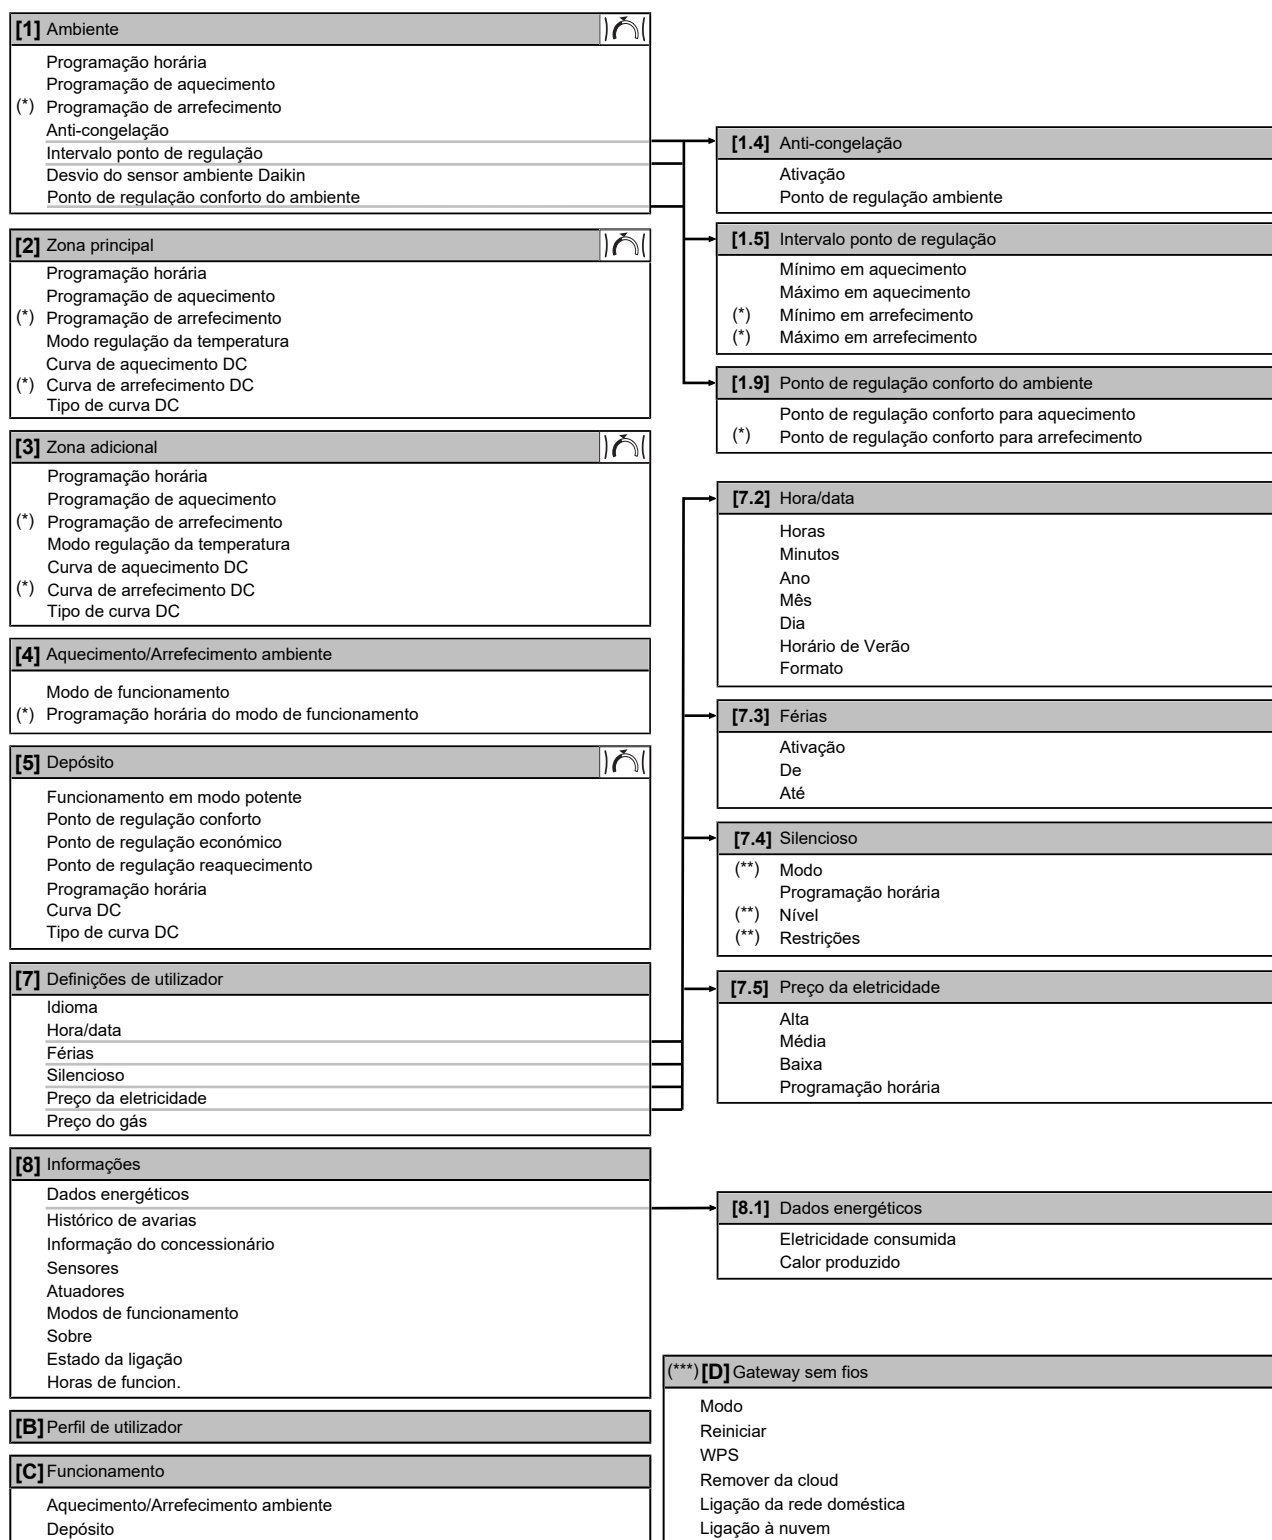 [1] Ambiente
Programação horária
Programação de aquecimento
(*) Programação de arrefecimento
Anti-congelação
Intervalo ponto de regulação
Desvio do sensor ambiente Daikin
Ponto de regulação conforto do ambiente
[2] Zona principal
Programação horária
Programação de aquecimento
(*) Programação de arrefecimento
Modo regulação da temperatura
Curva de aquecimento DC
(*) Curva de arrefecimento DC
Tipo de curva DC
[3] Zona adicional
Programação horária
Programação de aquecimento
(*) Programação de arrefecimento
Modo regulação da temperatura
Curva de aquecimento DC
(*) Curva de arrefecimento DC
Tipo de curva DC
[4] Aquecimento/Arrefecimento ambiente
Modo de funcionamento
(*) Programação horária do modo de funcionamento
[5] Depósito
Funcionamento em modo potente
Ponto de regulação conforto
Ponto de regulação económico
Ponto de regulação reaquecimento
Programação horária
Curva DC
Tipo de curva DC
[7] Definições de utilizador
Idioma
Hora/data
Férias
Silencioso
Preço da eletricidade
Preço do gás
[8] Informações
Dados energéticos
Histórico de avarias
Informação do concessionário
Sensores
Atuadores
Modos de funcionamento
Sobre
Estado da ligação
Horas de funcion.
[B] Perfil de utilizador
[C] Funcionamento
Aquecimento/Arrefecimento ambiente
Depósito
[1.4] Anti-congelação
Ativação
Ponto de regulação ambiente
[1.5] Intervalo ponto de regulação
Mínimo em aquecimento
Máximo em aquecimento
(*) Mínimo em arrefecimento
(*) Máximo em arrefecimento
[1.9] Ponto de regulação conforto do ambiente
Ponto de regulação conforto para aquecimento
(*) Ponto de regulação conforto para arrefecimento
[7.2] Hora/data
Horas
Minutos
Ano
Mês
Dia
Horário de Verão
Formato
[7.3] Férias
Ativação
De
Até
[7.4] Silencioso
(**) Modo
Programação horária
(**) Nível
(**) Restrições
[7.5] Preço da eletricidade
Alta
Média
Baixa
Programação horária
[8.1] Dados energéticos
Eletricidade consumida
Calor produzido
(***) [D] Gateway sem fios
Modo
Reiniciar
WPS
Remover da cloud
Ligação da rede doméstica
Ligação à nuvem